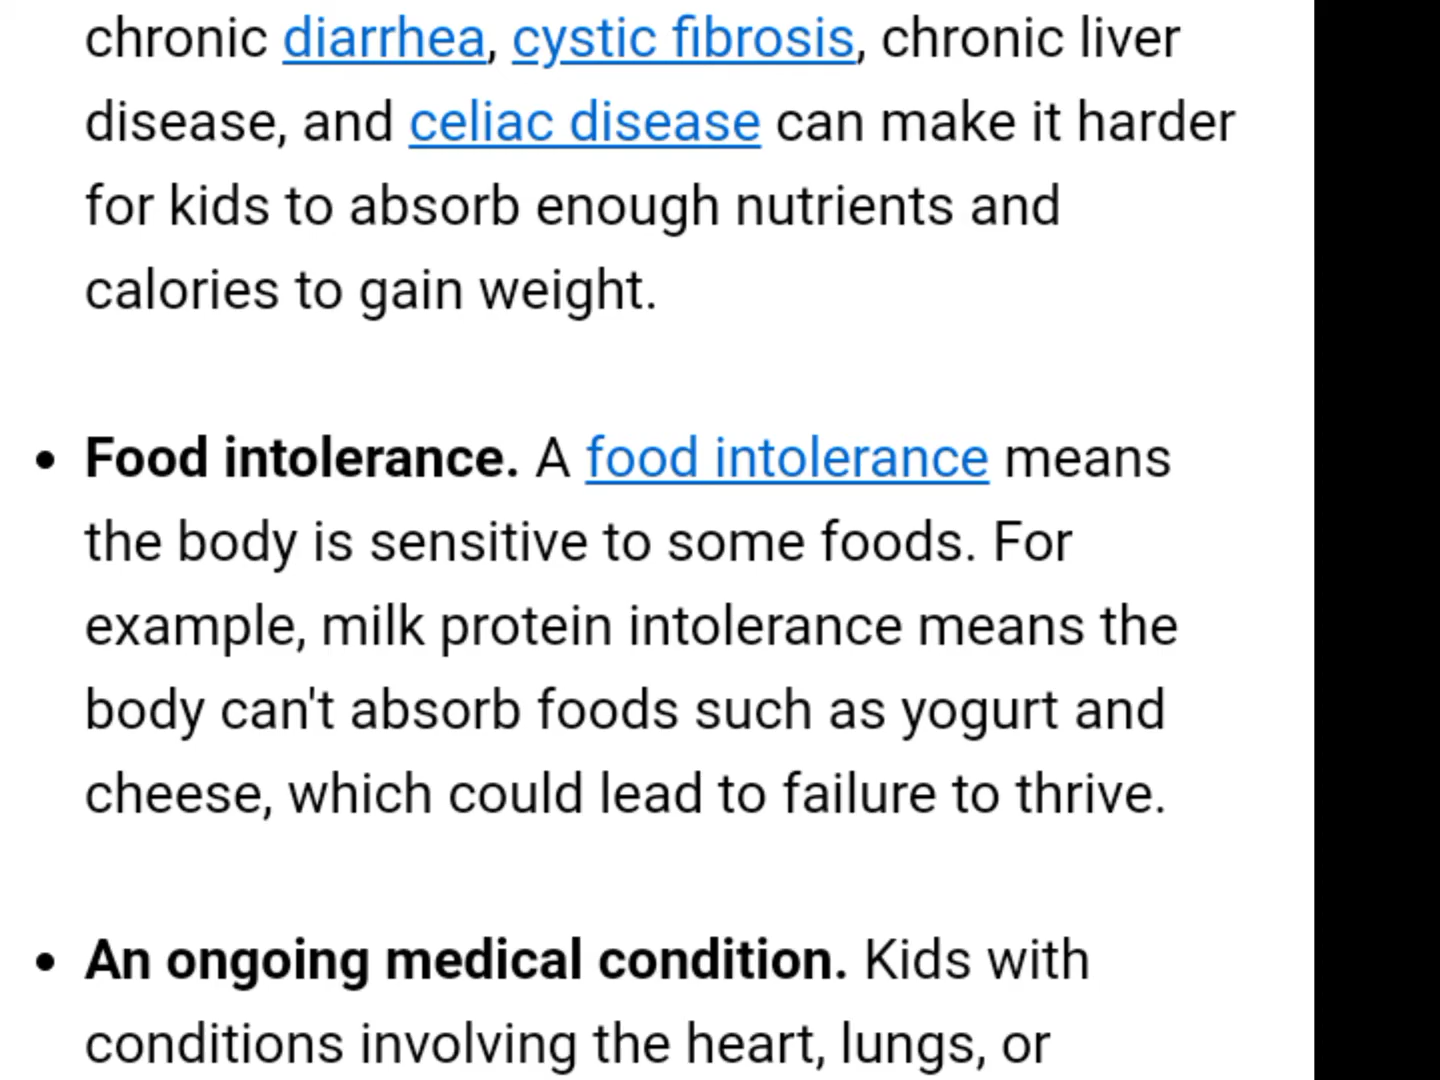 chronic diarrhea, cystic fibrosis, chronic liver
disease, and celiac disease can make it harder
for kids to absorb enough nutrients and
calories to gain weight.
• Food intolerance. A food intolerance means
the body is sensitive to some foods. For
example, milk protein intolerance means the
body can't absorb foods such as yogurt and
cheese, which could lead to failure to thrive.
• An ongoing medical condition. Kids with
conditions involving the heart, lungs, or